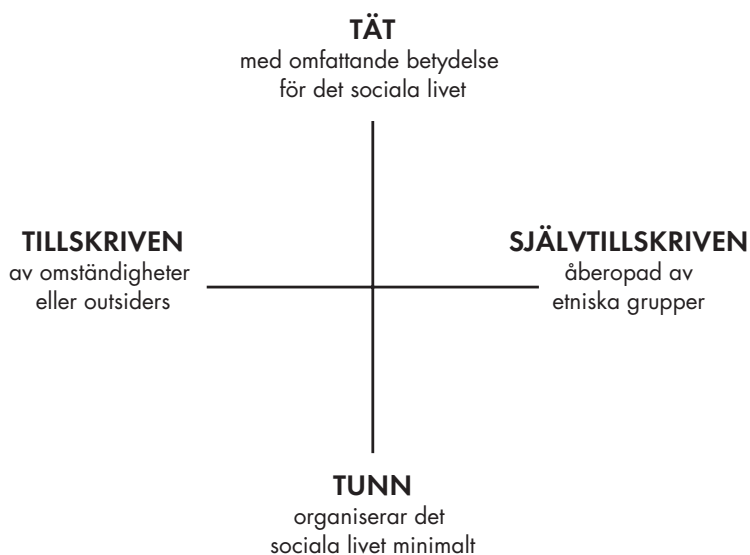 TÄT
med omfattande betydelse
för det sociala livet
TILLSKRIVEN
av omständigheter
eller outsiders
SJÄLVTILLSKRIVEN
åberopad av
etniska grupper
TUNN
organiserar det
sociala livet minimalt